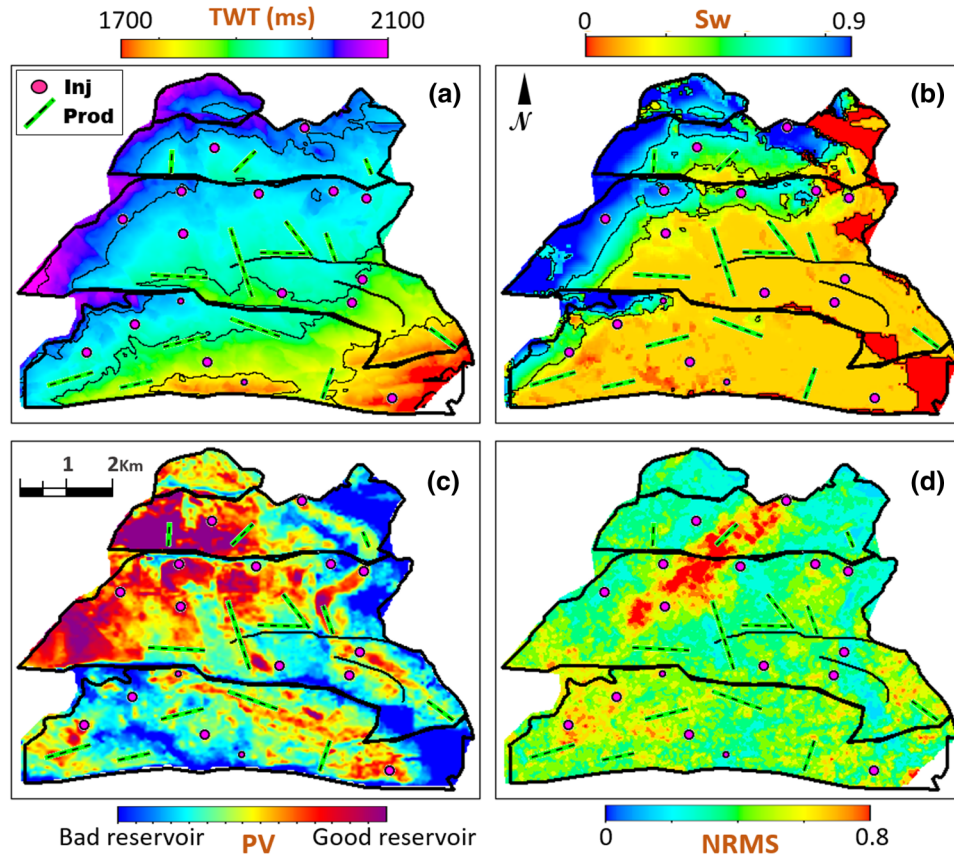 TWT (ms)
1700 2100
Sw
0 0.9
Inj
Prod
(a)
N
(b)
1 2Km
(c)
(d)
Bad reservoir PV Good reservoir
0 NRMS 0.8